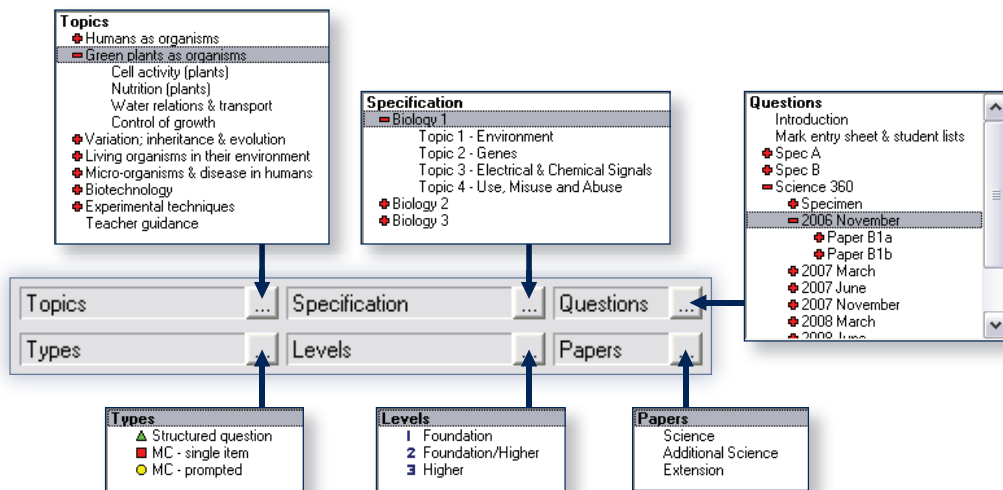 Topics
Humans as organisms
Green plants as organisms
Cell activity (plants)
Nutrition (plants)
Water relations & transport
Control of growth
Variation; inheritance & evolution
Living organisms in their environment
Micro-organisms & disease in humans
Biotechnology
Experimental techniques
Teacher guidance
Specification
Biology 1
Topic 1 - Environment
Topic 2 - Genes
Topic 3 - Electrical & Chemical Signals
Topic 4 - Use, Misuse and Abuse
Biology 2
Biology 3
Questions
Introduction
Mark entry sheet & student lists
Spec A
Spec B
Science 360
Specimen
2006 November
Paper B1a
Paper B1b
2007 March
2007 June
2007 November
2008 March
2008 June
Topics ... Specification ... Questions ...
Types ... Levels ... Papers ...
Types
Structured question
MC - single item
MC - prompted
Levels
1 Foundation
2 Foundation/Higher
3 Higher
Papers
Science
Additional Science
Extension